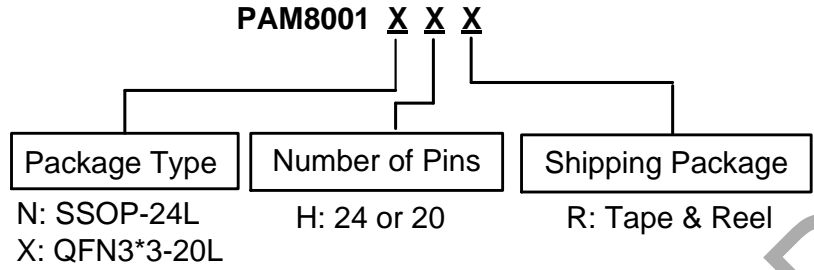 PAM8001 X X X
Package Type
Number of Pins
Shipping Package
N: SSOP-24L
H: 24 or 20
R: Tape & Reel
X: QFN3*3-20L